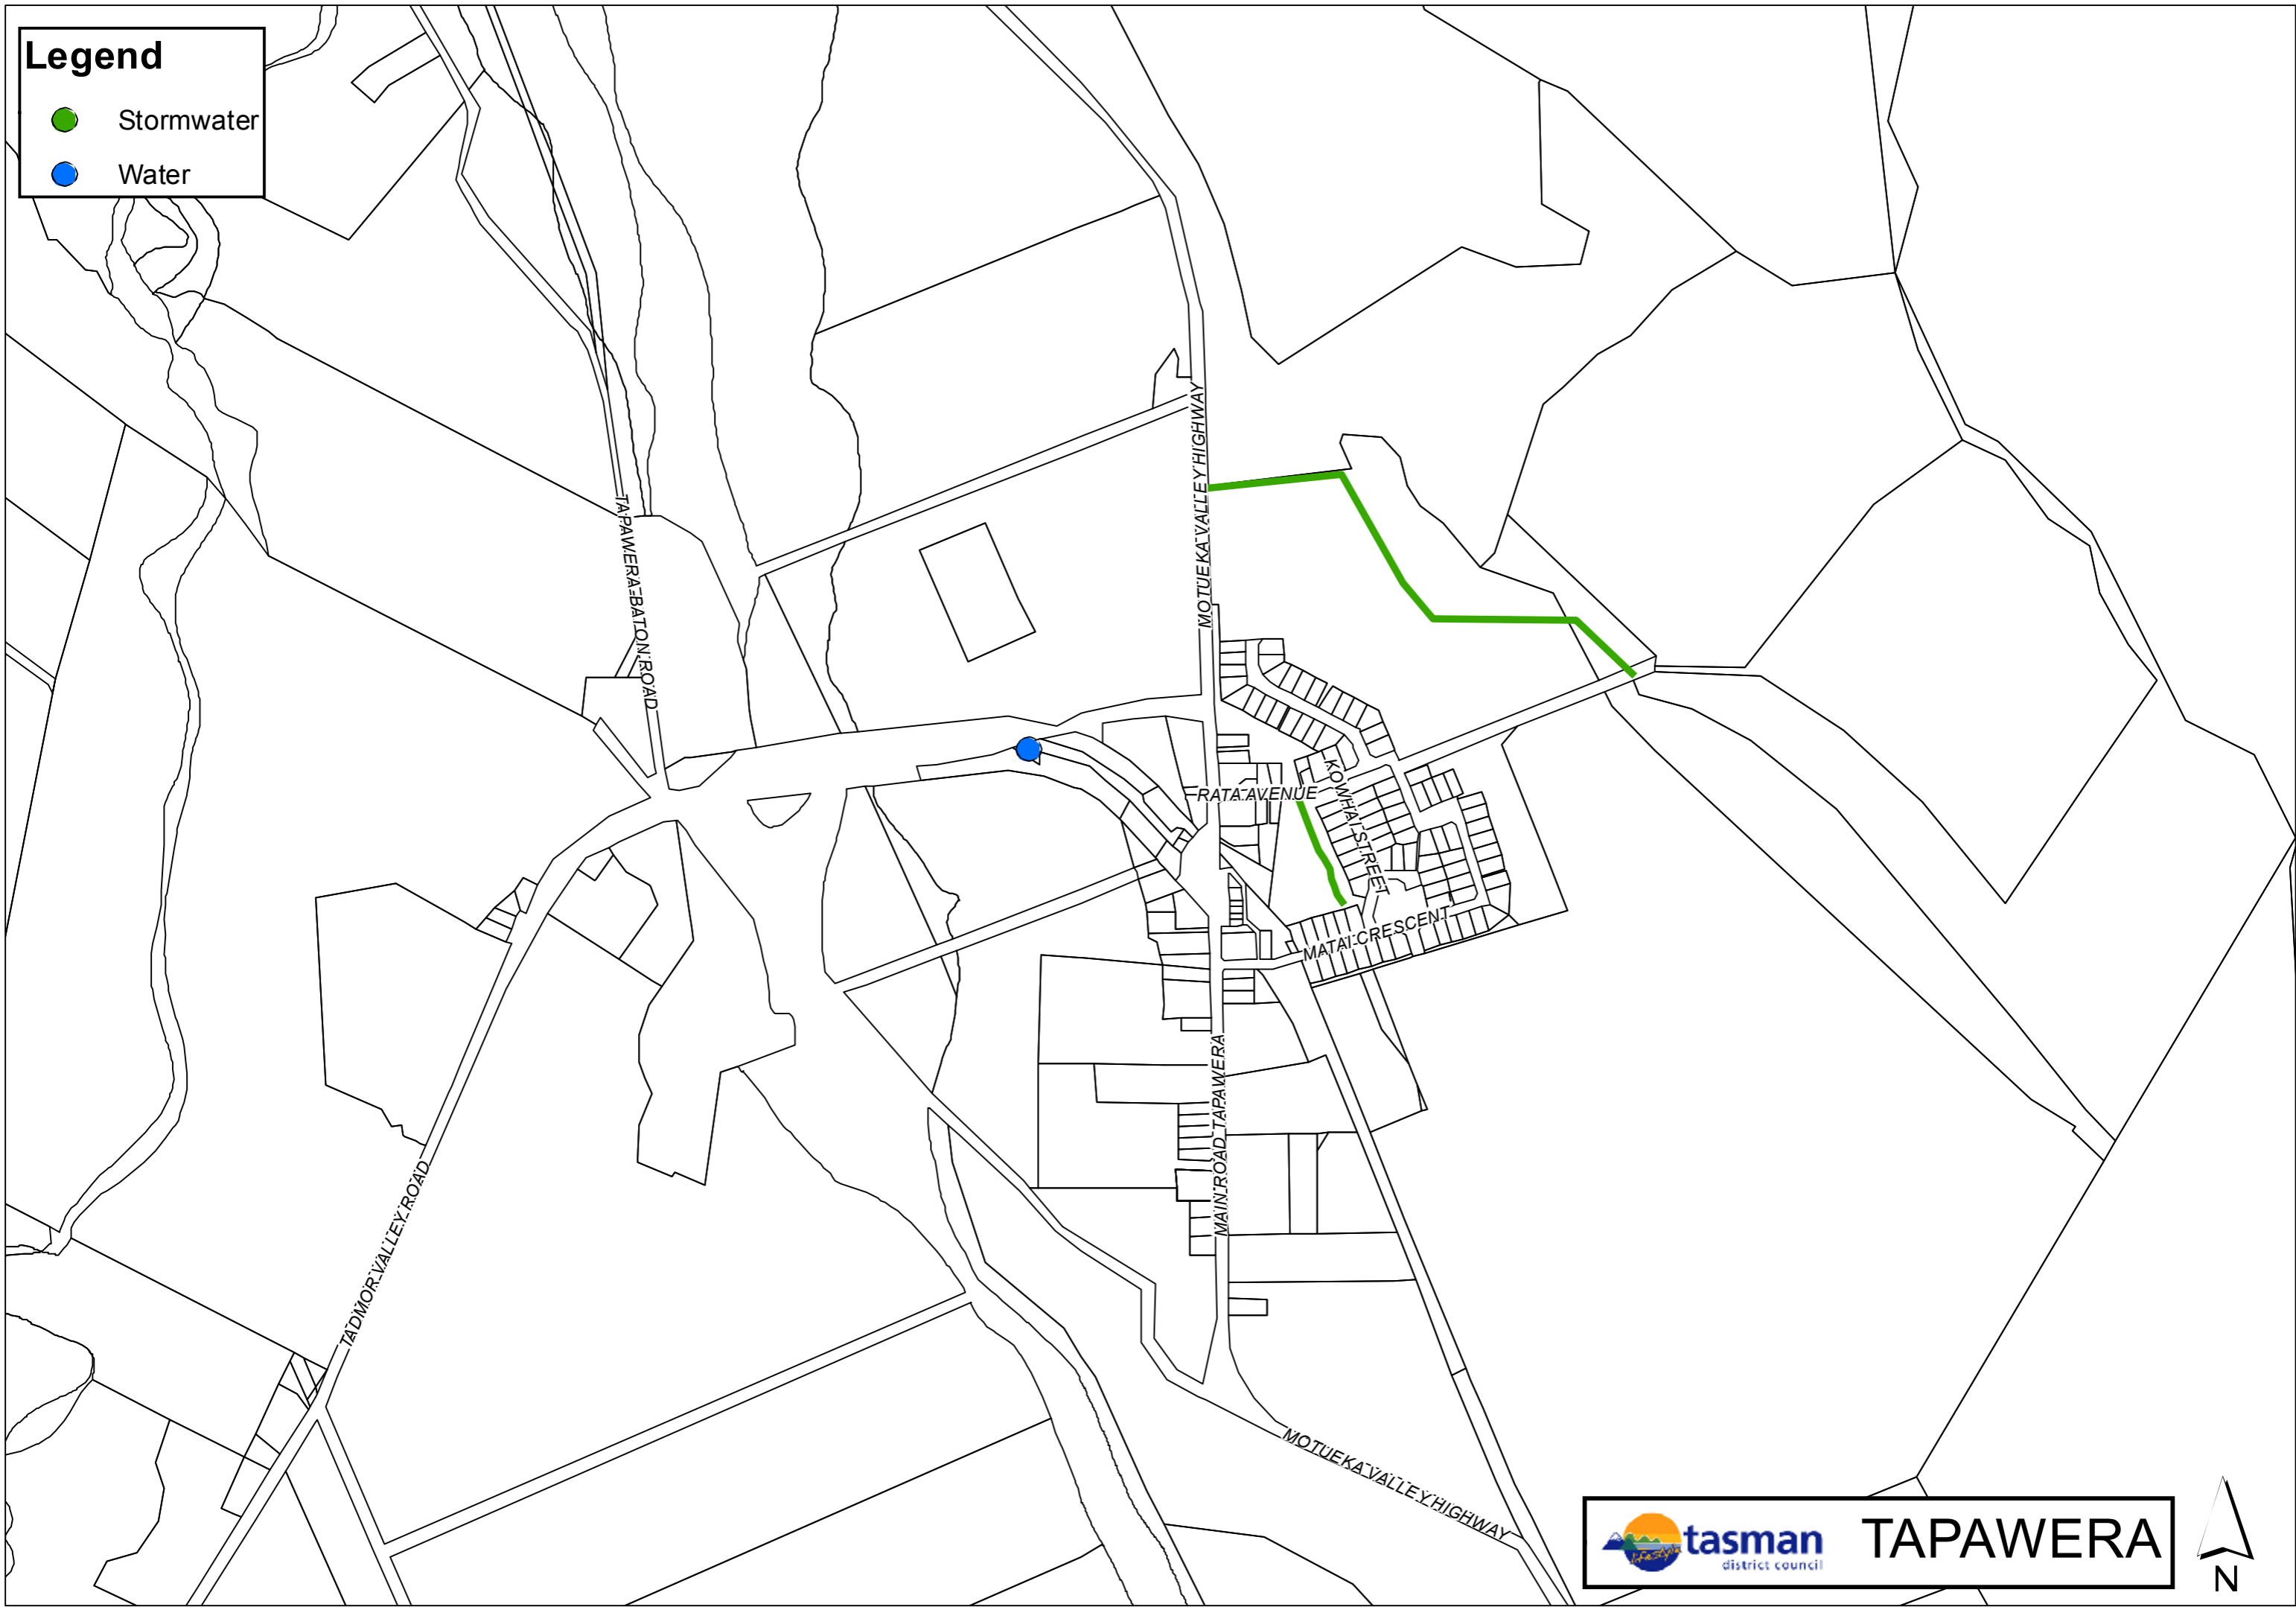 Legend
Stormwater
Water
MOTUEKA VALLEY HIGHWAY
TAPAWERA-BATON ROAD
RATA AVENUE
KOWHAI STREET
MATAI CRESCENT
MAIN ROAD TAPAWERA
TADMOR VALLEY ROAD
MOTUEKA VALLEY HIGHWAY
tasman
district council
TAPAWERA
N